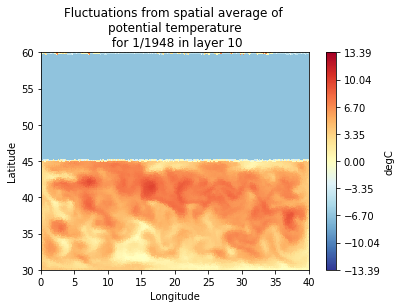 Fluctuations from spatial average of
potential temperature
for 1/1948 in layer 10
60
55
50
45
40
35
30
Latitude
0 5 10 15 20 25 30 35 40
Longitude
13.39
10.04
6.70
3.35
0.00
−3.35
−6.70
−10.04
−13.39
degC